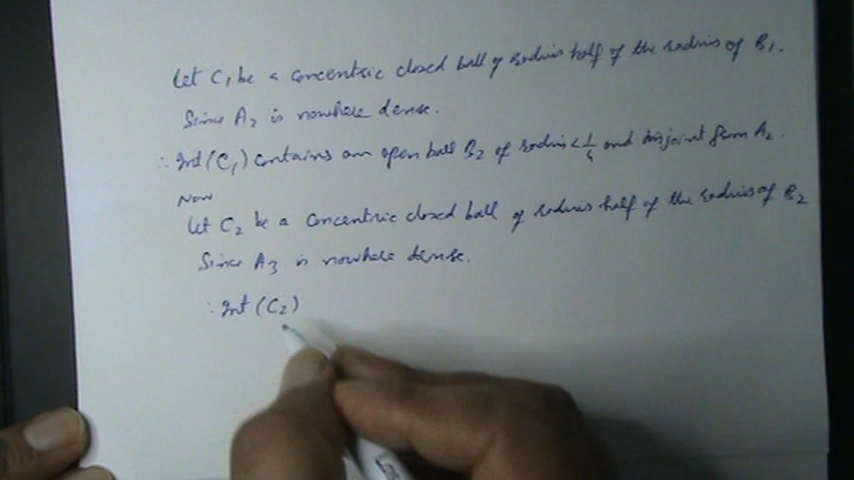 Let C₁ be a concentric closed ball of radius half of the radius of B₁.
Since A₂ is nowhere dense.
∴ Int (C₁) contains an open ball B₂ of radius < 1/4 and disjoint from A₂.
Now
Let C₂ be a concentric closed ball of radius half of the radius of B₂
Since A₃ is nowhere dense.
∴ Int (C₂)